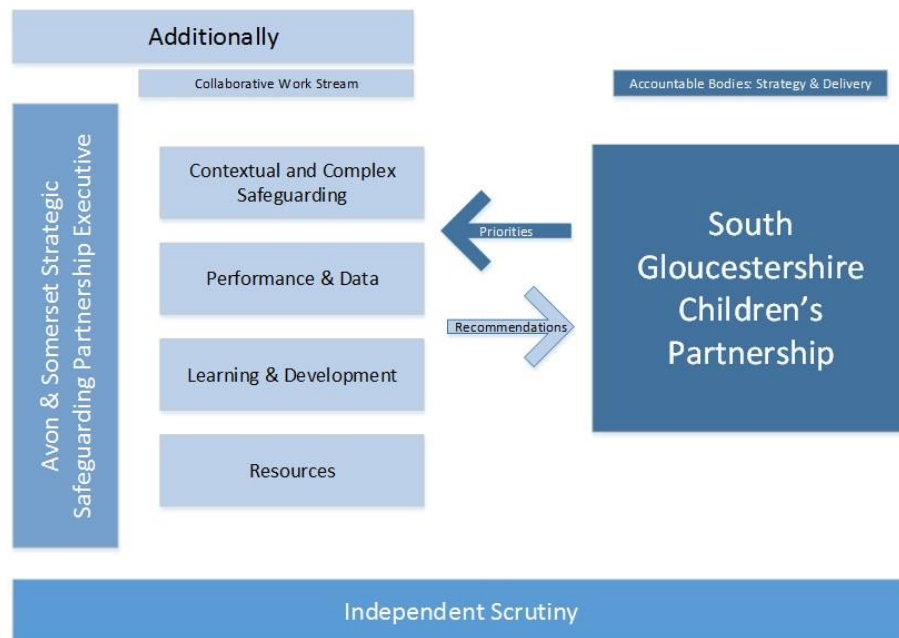 Additionally
Collaborative Work Stream
Accountable Bodies: Strategy & Delivery
Avon & Somerset Strategic
Safeguarding Partnership Executive
Contextual and Complex
Safeguarding
Performance & Data
Learning & Development
Resources
Priorities
Recommendations
South
Gloucestershire
Children’s
Partnership
Independent Scrutiny